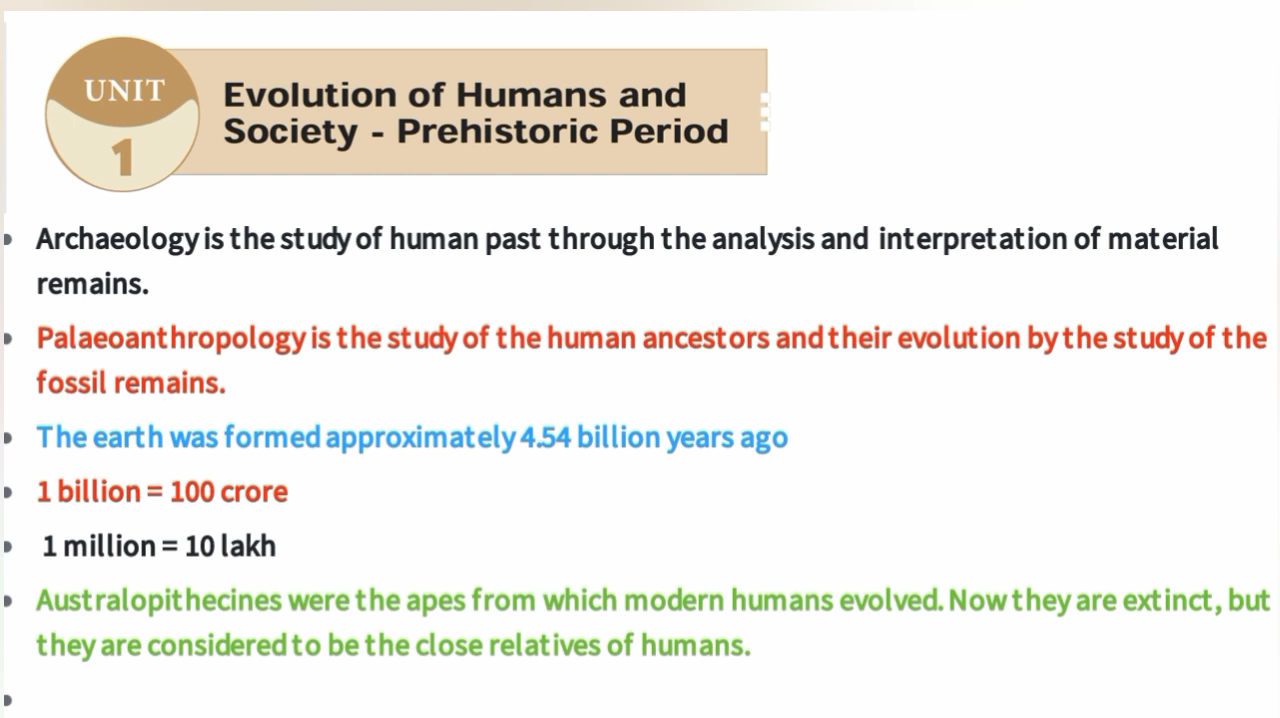 UNIT
1
Evolution of Humans and
Society - Prehistoric Period
• Archaeology is the study of human past through the analysis and interpretation of material
remains.
• Palaeoanthropology is the study of the human ancestors and their evolution by the study of the
fossil remains.
• The earth was formed approximately 4.54 billion years ago
• 1 billion = 100 crore
• 1 million = 10 lakh
• Australopithecines were the apes from which modern humans evolved. Now they are extinct, but
they are considered to be the close relatives of humans.
•